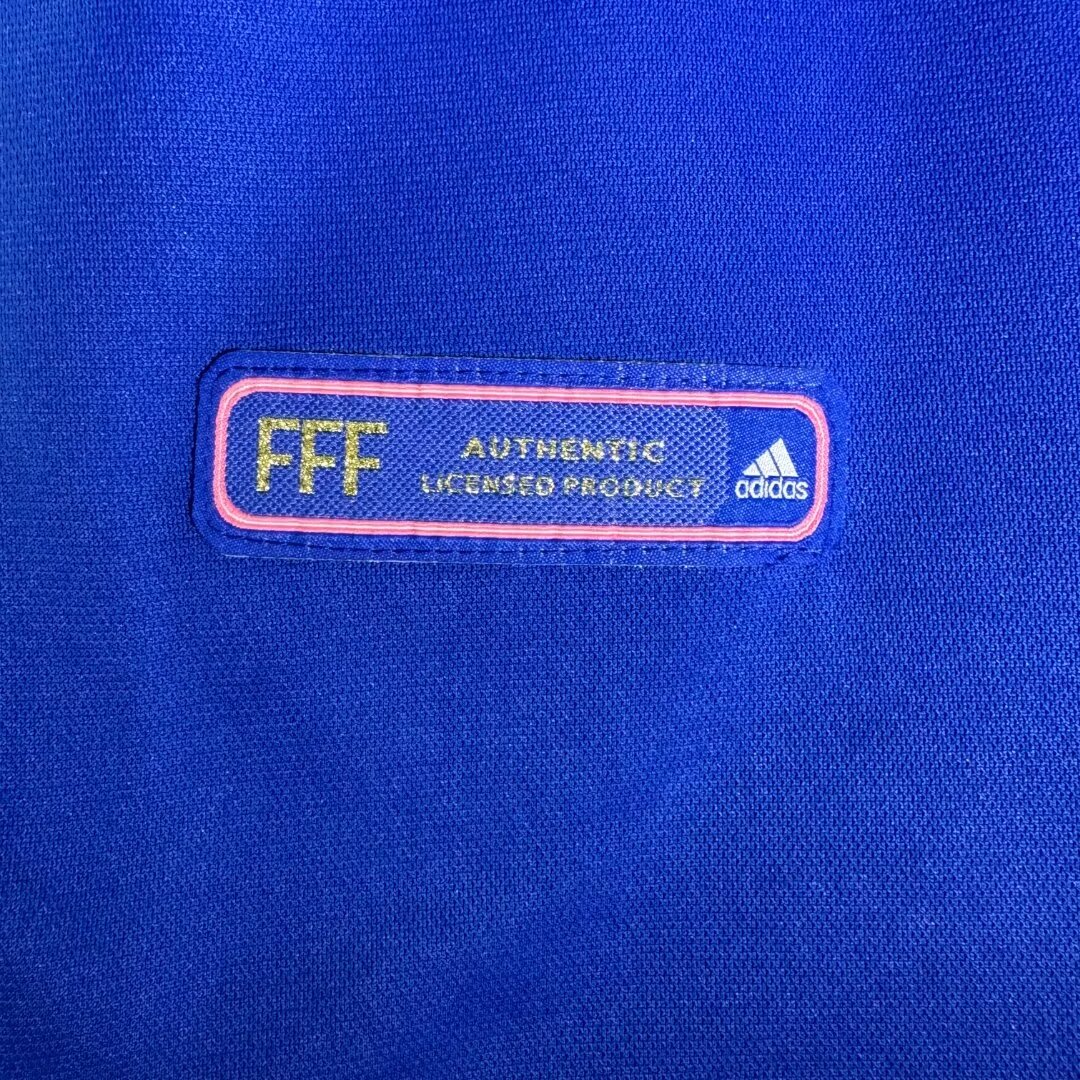 FFF
AUTHENTIC
LICENSED PRODUCT
adidas